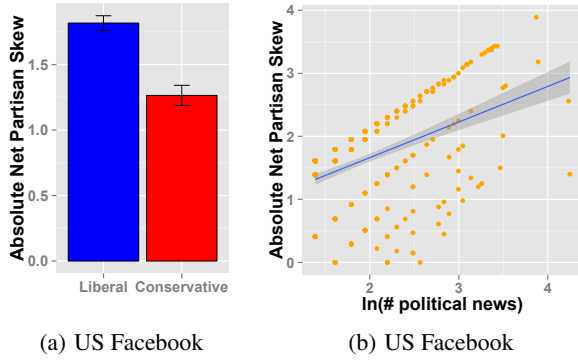 Absolute Net Partisan Skew
1.5
1.0
0.5
0.0
Liberal Conservative
(a) US Facebook
Absolute Net Partisan Skew
4
3
2
1
0
2 3 4
ln(# political news)
(b) US Facebook